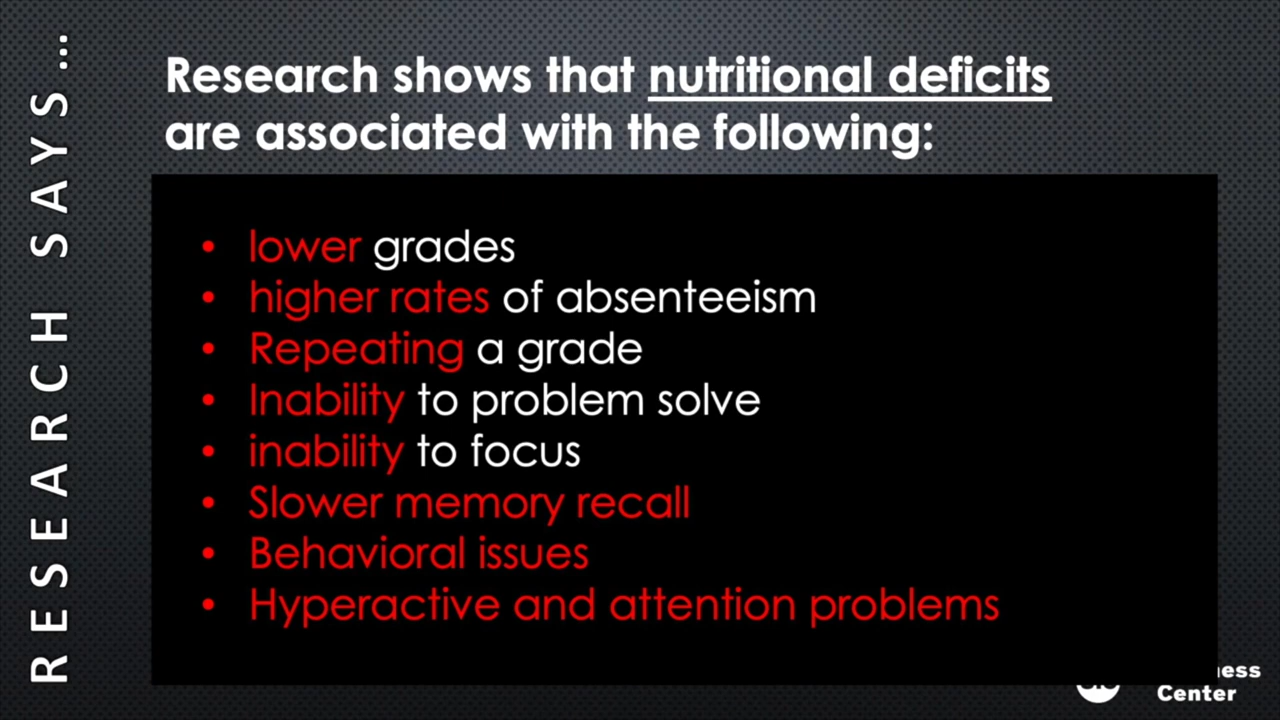 RESEARCH SAYS ...
Research shows that nutritional deficits
are associated with the following:
• lower grades
• higher rates of absenteeism
• Repeating a grade
• Inability to problem solve
• inability to focus
• Slower memory recall
• Behavioral issues
• Hyperactive and attention problems
Center